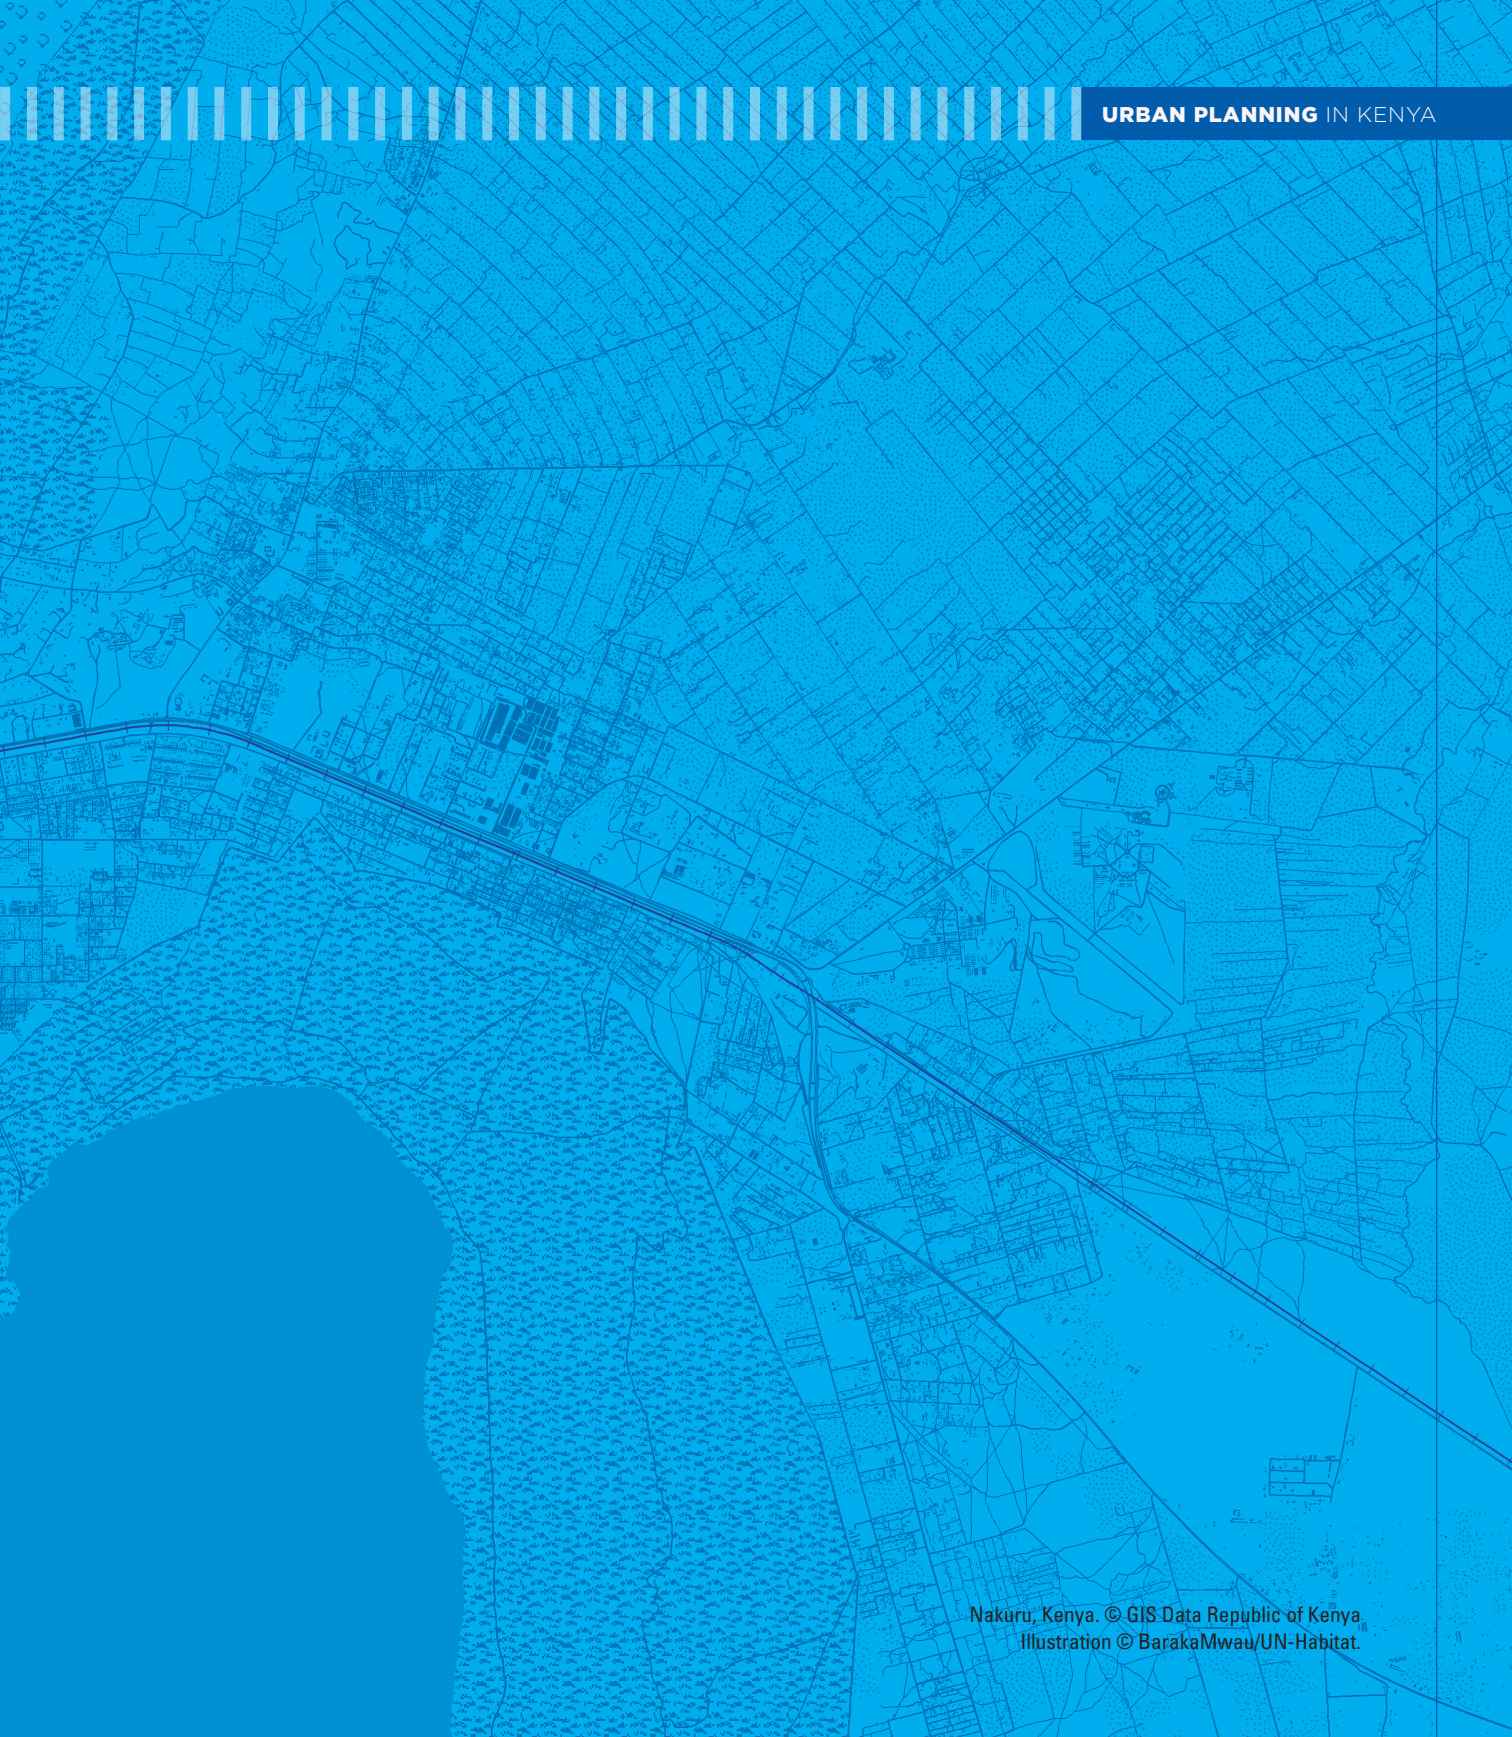 URBAN PLANNING IN KENYA
Nakuru, Kenya. © GIS Data Republic of Kenya
Illustration © BarakaMwau/UN-Habitat.